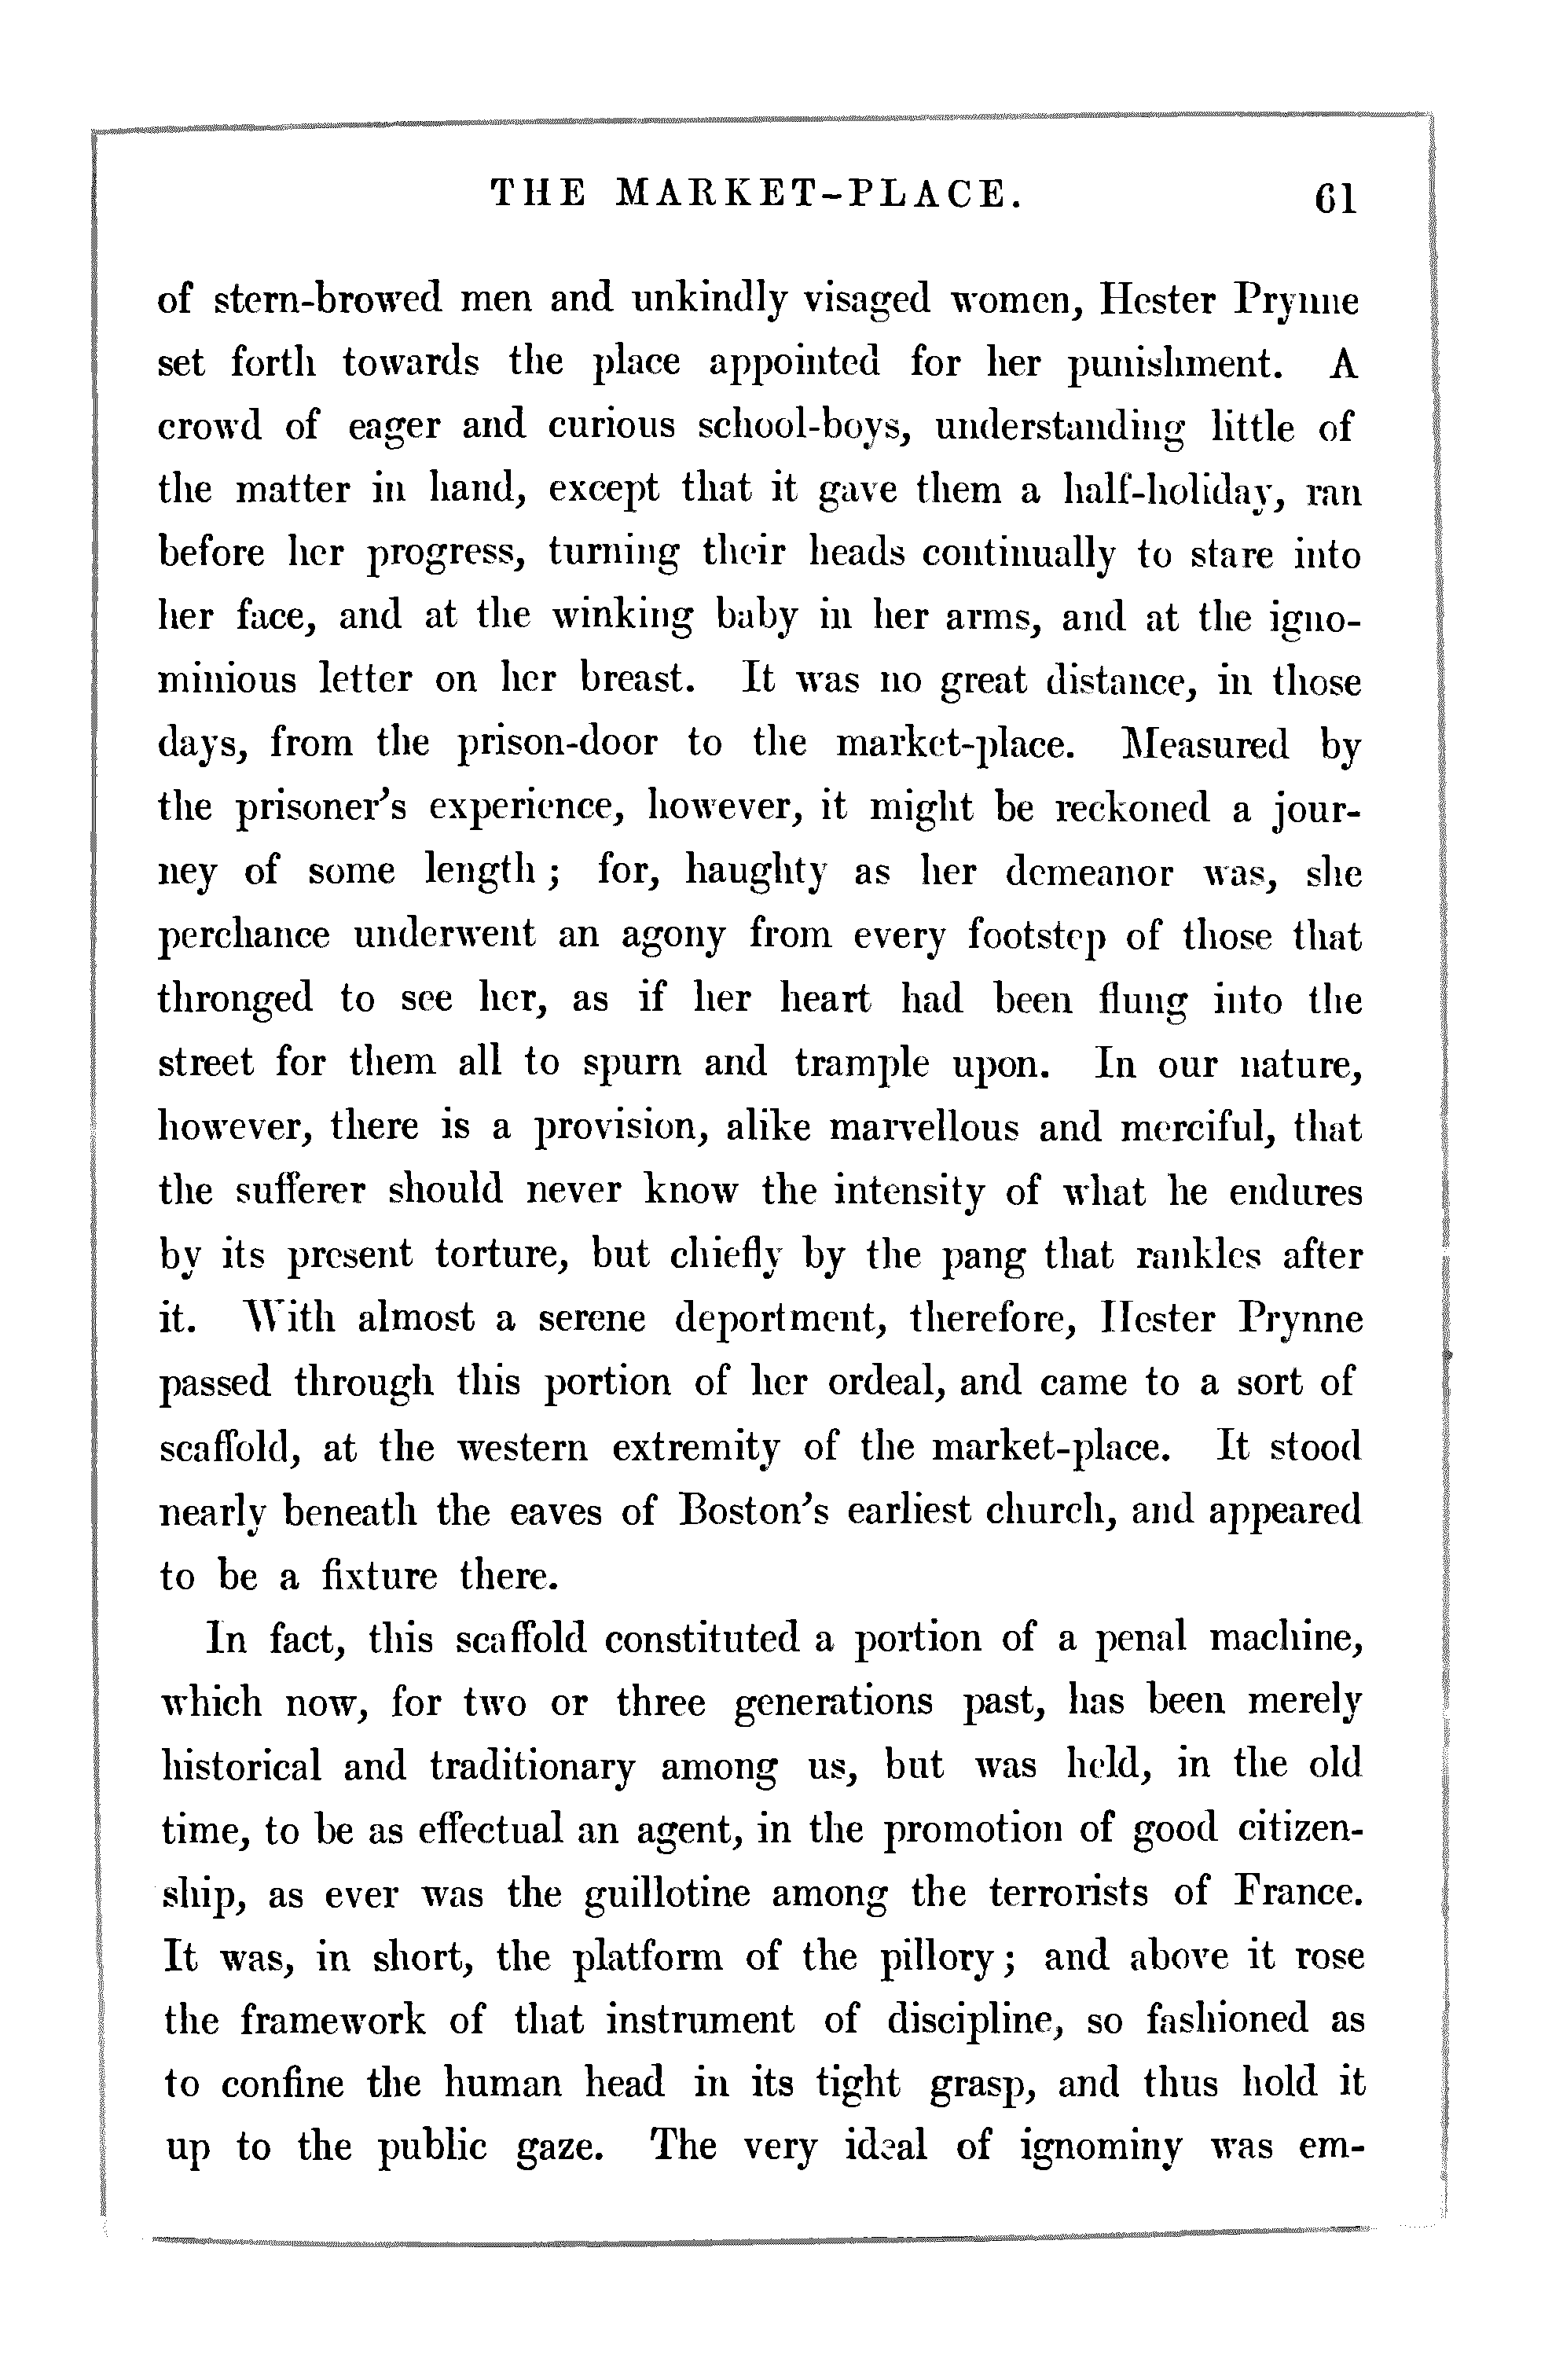 THE MARKET-PLACE. 61
of stern-browed men and unkindly visaged women, Hester Prynne
set forth towards the place appointed for her punishment. A
crowd of eager and curious school-boys, understanding little of
the matter in hand, except that it gave them a half-holiday, ran
before her progress, turning their heads continually to stare into
her face, and at the winking baby in her arms, and at the igno-
minious letter on her breast. It was no great distance, in those
days, from the prison-door to the market-place. Measured by
the prisoner's experience, however, it might be reckoned a jour-
ney of some length; for, haughty as her demeanor was, she
perchance underwent an agony from every footstep of those that
thronged to see her, as if her heart had been flung into the
street for them all to spurn and trample upon. In our nature,
however, there is a provision, alike marvellous and merciful, that
the sufferer should never know the intensity of what he endures
by its present torture, but chiefly by the pang that rankles after
it. With almost a serene deportment, therefore, Hester Prynne
passed through this portion of her ordeal, and came to a sort of
scaffold, at the western extremity of the market-place. It stood
nearly beneath the eaves of Boston's earliest church, and appeared
to be a fixture there.
In fact, this scaffold constituted a portion of a penal machine,
which now, for two or three generations past, has been merely
historical and traditionary among us, but was held, in the old
time, to be as effectual an agent, in the promotion of good citizen-
ship, as ever was the guillotine among the terrorists of France.
It was, in short, the platform of the pillory; and above it rose
the framework of that instrument of discipline, so fashioned as
to confine the human head in its tight grasp, and thus hold it
up to the public gaze. The very ideal of ignominy was em-